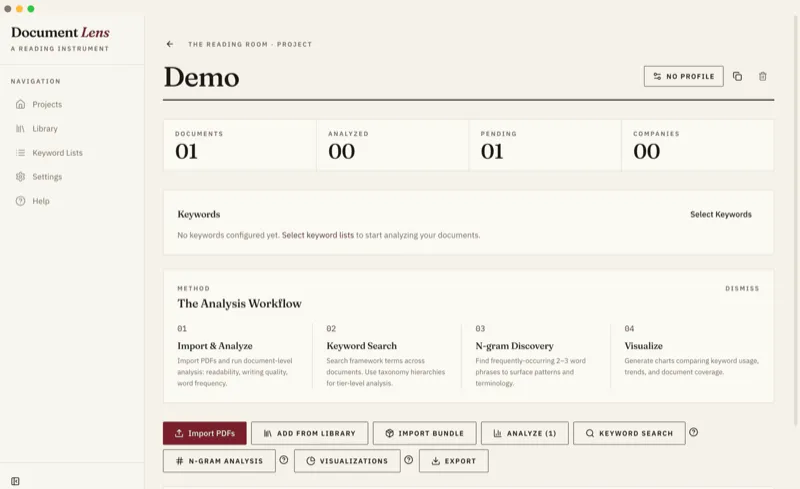 Document Lens
A READING INSTRUMENT
NAVIGATION
Projects
Library
Keyword Lists
Settings
Help
THE READING ROOM · PROJECT
Demo
NO PROFILE
DOCUMENTS
01
ANALYZED
00
PENDING
01
COMPANIES
00
Keywords
Select Keywords
No keywords configured yet. Select keyword lists to start analyzing your documents.
METHOD
DISMISS
The Analysis Workflow
01
Import & Analyze
Import PDFs and run document-level
analysis: readability, writing quality,
word frequency.
02
Keyword Search
Search framework terms across
documents. Use taxonomy hierarchies
for tier-level analysis.
03
N-gram Discovery
Find frequently-occurring 2–3 word
phrases to surface patterns and
terminology.
04
Visualize
Generate charts comparing keyword usage,
trends, and document coverage.
Import PDFs
ADD FROM LIBRARY
IMPORT BUNDLE
ANALYZE (1)
KEYWORD SEARCH
N-GRAM ANALYSIS
VISUALIZATIONS
EXPORT